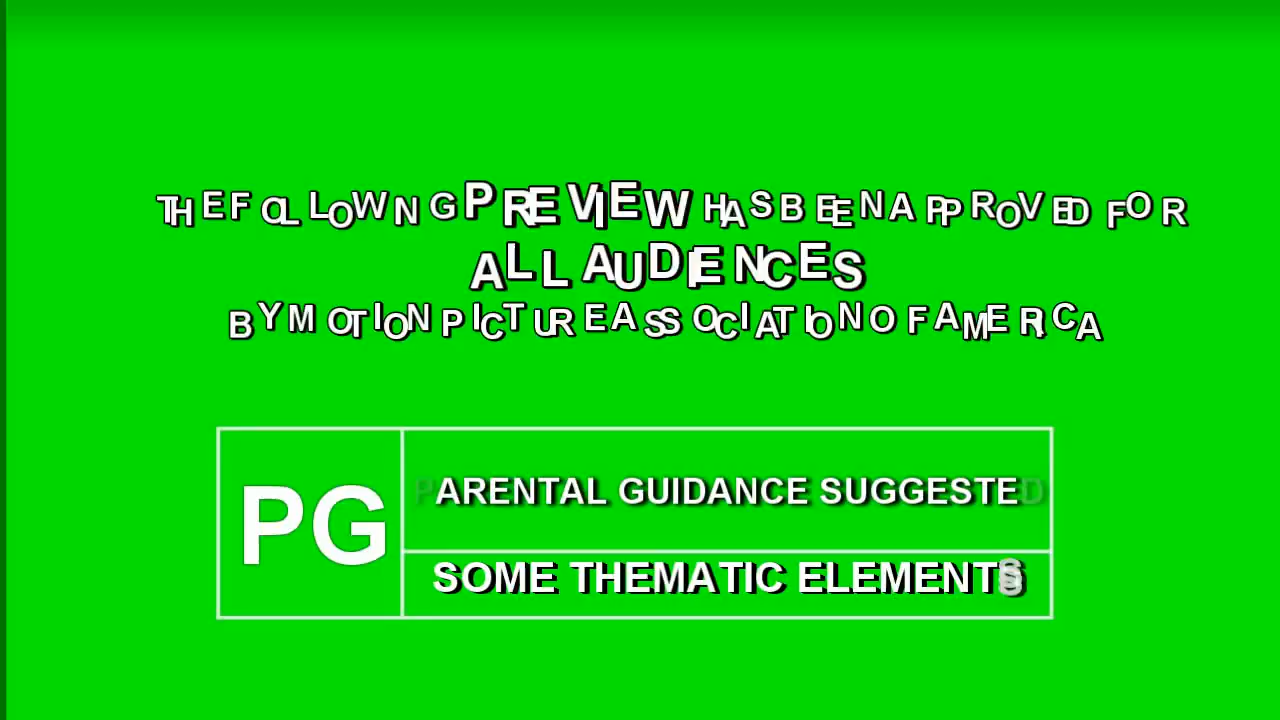 THE FOLLOWNG PREVIEW HAS BEEN APPROVED FOR
ALL AUDIENCES
BY MOTION PICTURE ASSOCIATION OF AMERICA
PG
PARENTAL GUIDANCE SUGGESTED
SOME THEMATIC ELEMENTS